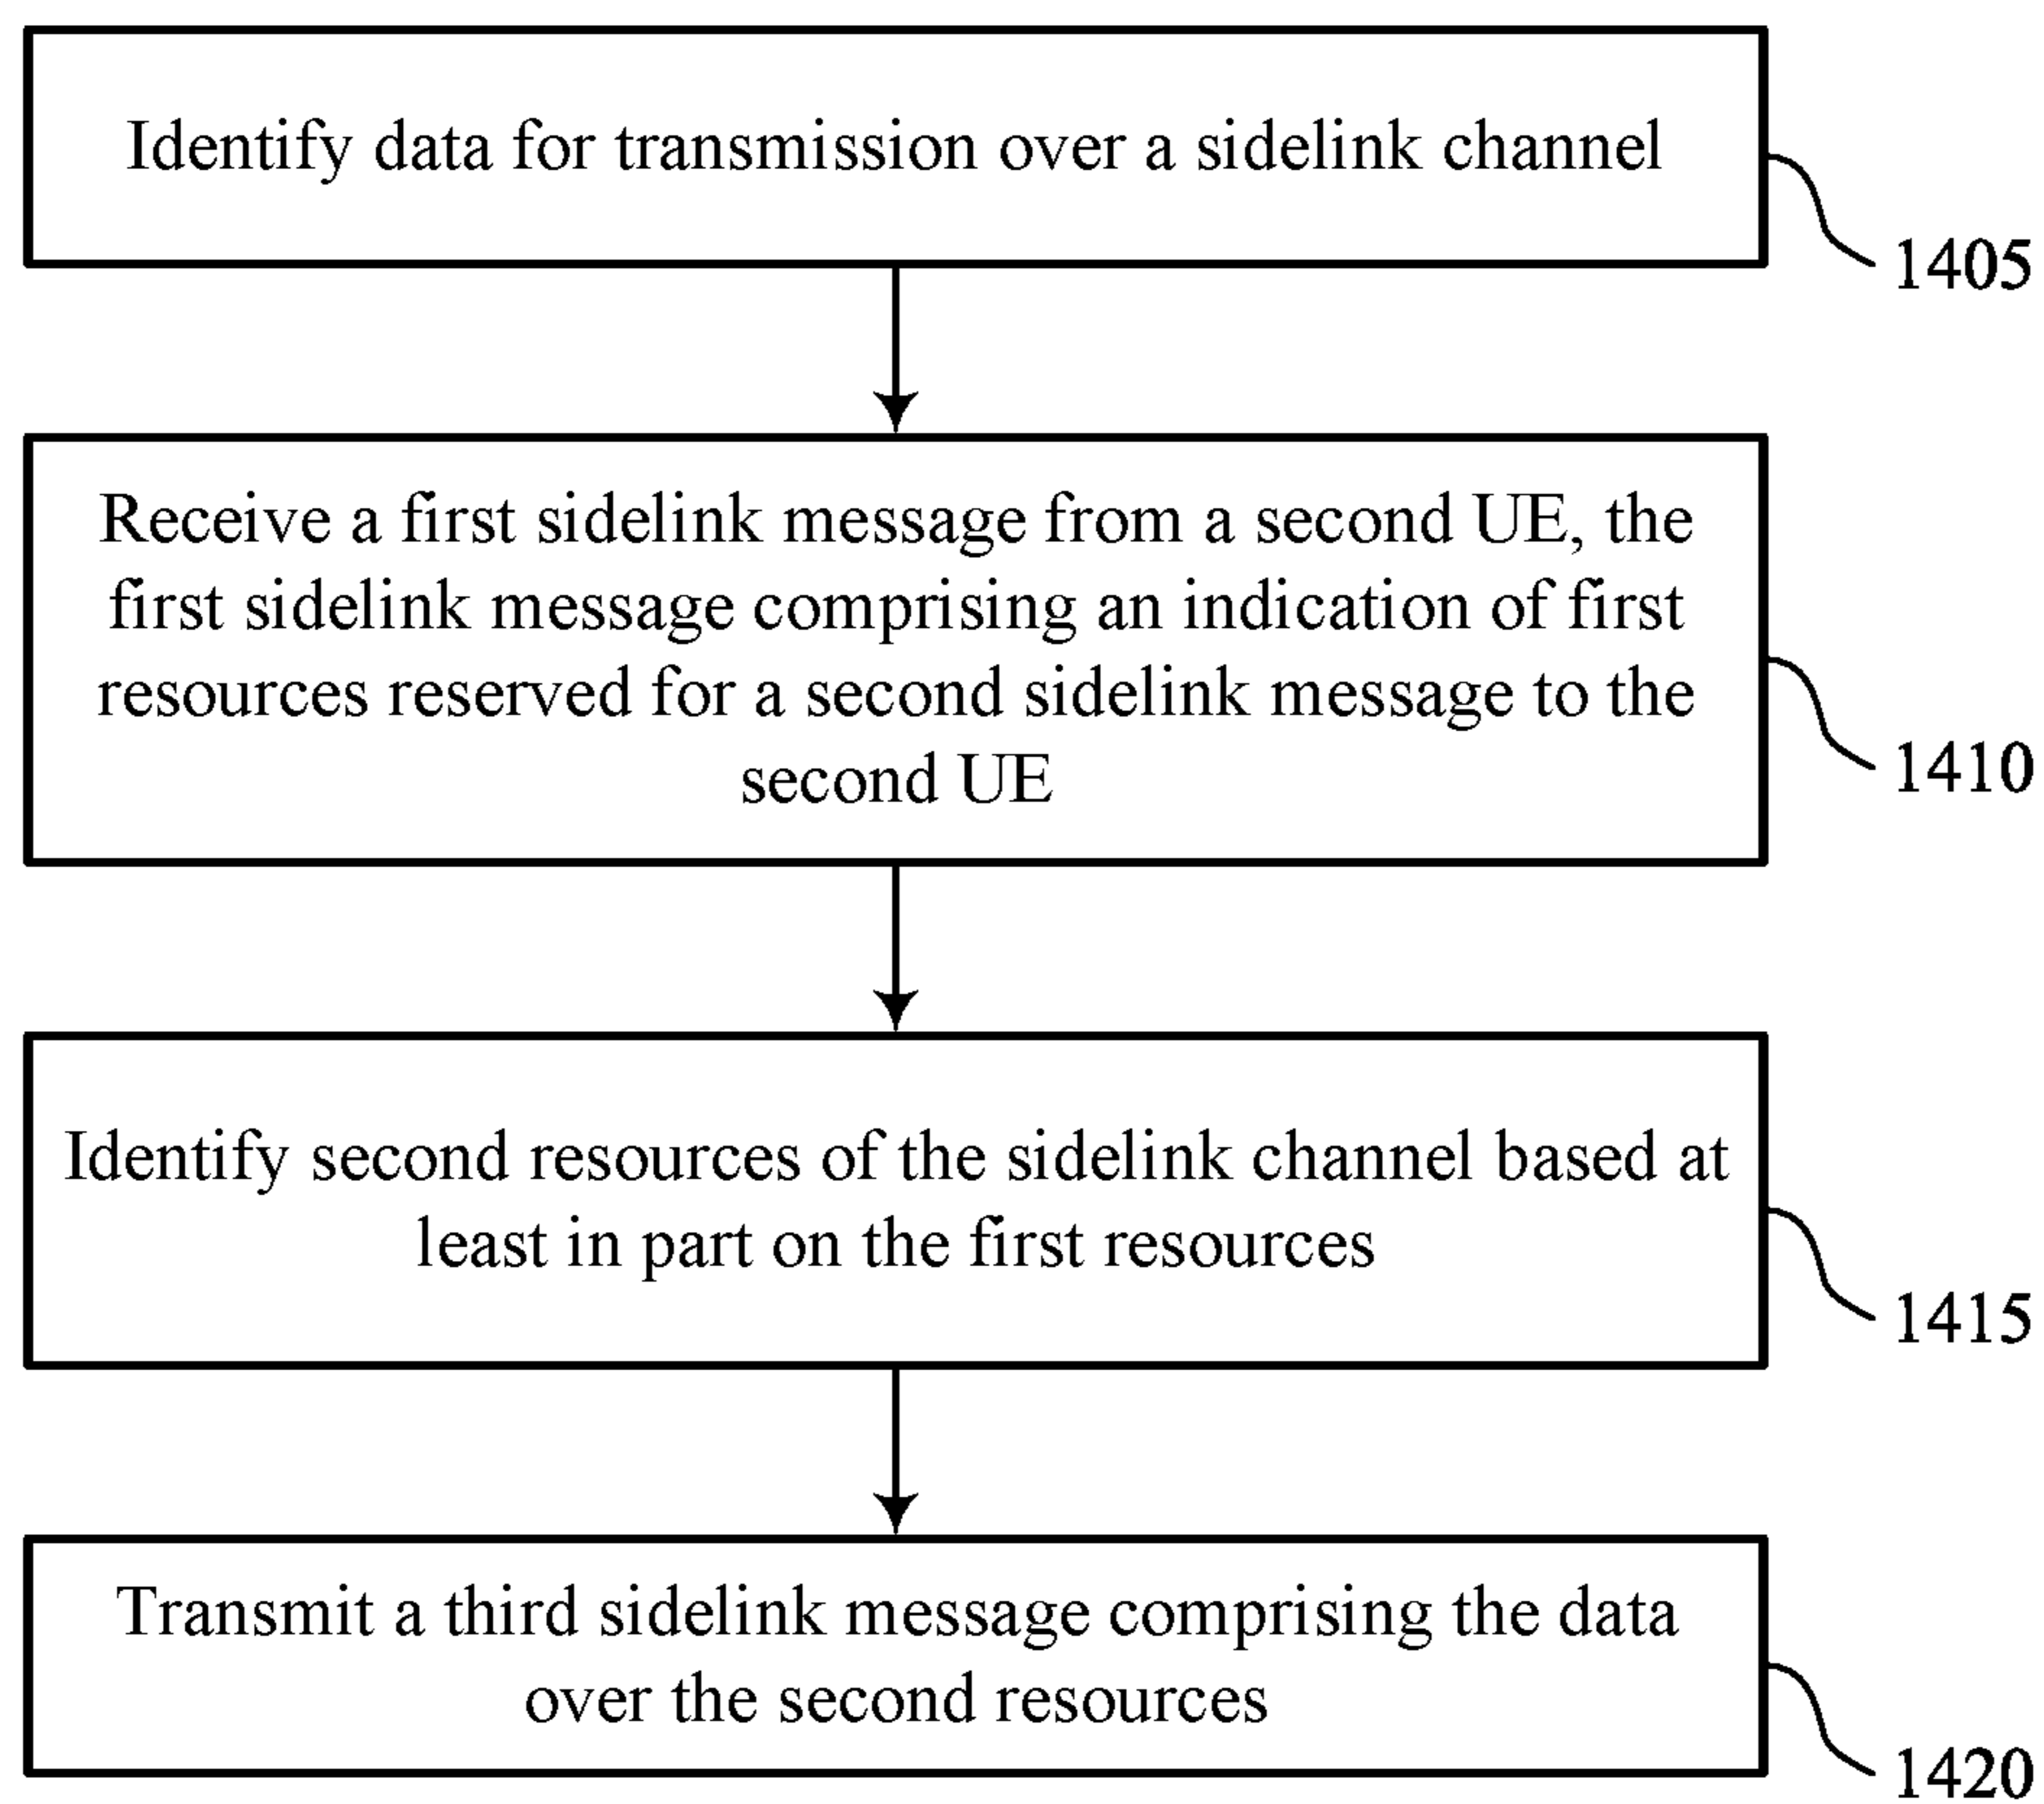 Identify data for transmission over a sidelink channel
1405
Receive a first sidelink message from a second UE, the
first sidelink message comprising an indication of first
resources reserved for a second sidelink message to the
second UE
1410
Identify second resources of the sidelink channel based at
least in part on the first resources
1415
Transmit a third sidelink message comprising the data
over the second resources
1420